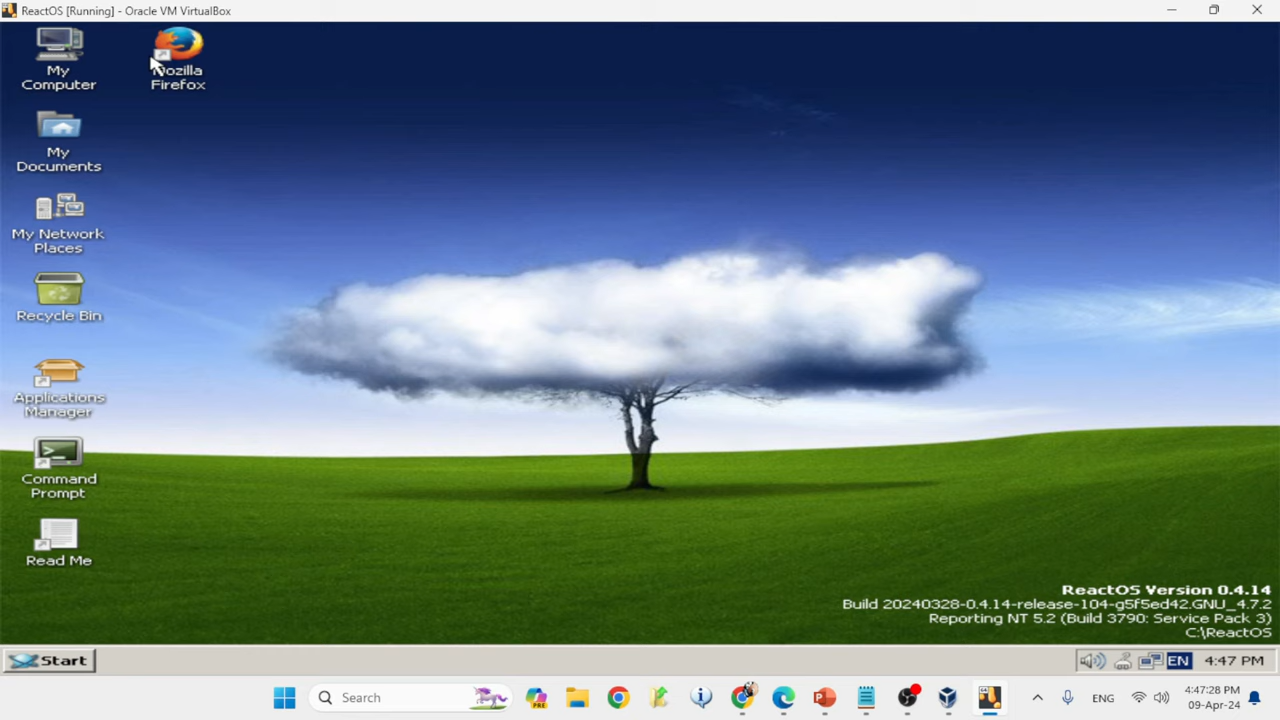 ReactOS [Running] - Oracle VM VirtualBox
My
Computer
Mozilla
Firefox
My
Documents
My Network
Places
Recycle Bin
Applications
Manager
Command
Prompt
Read Me
ReactOS Version 0.4.14
Build 20240328-0.4.14-release-104-g5f5ed42.GNU_4.7.2
Reporting NT 5.2 (Build 3790: Service Pack 3)
C:\ReactOS
Start
EN
4:47 PM
Search
PRE
ENG
4:47:28 PM
09-Apr-24